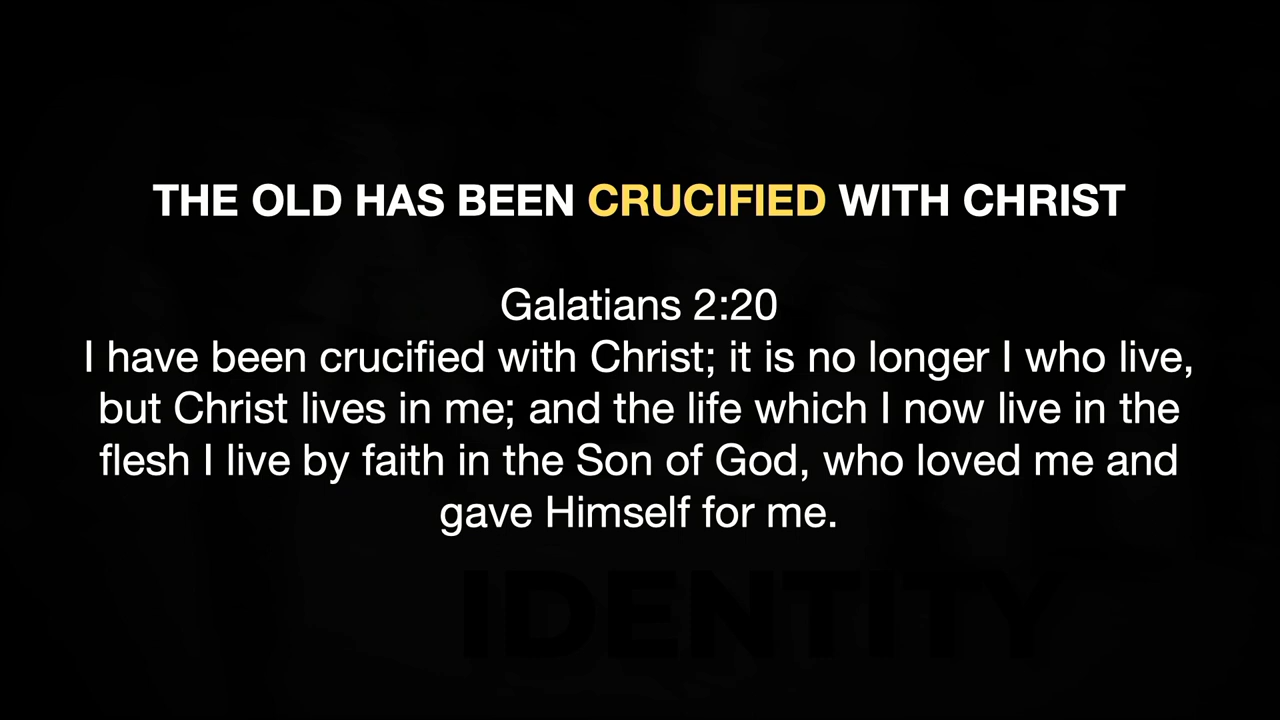 THE OLD HAS BEEN CRUCIFIED WITH CHRIST
Galatians 2:20
I have been crucified with Christ; it is no longer I who live,
but Christ lives in me; and the life which I now live in the
flesh I live by faith in the Son of God, who loved me and
gave Himself for me.
IDENTITY